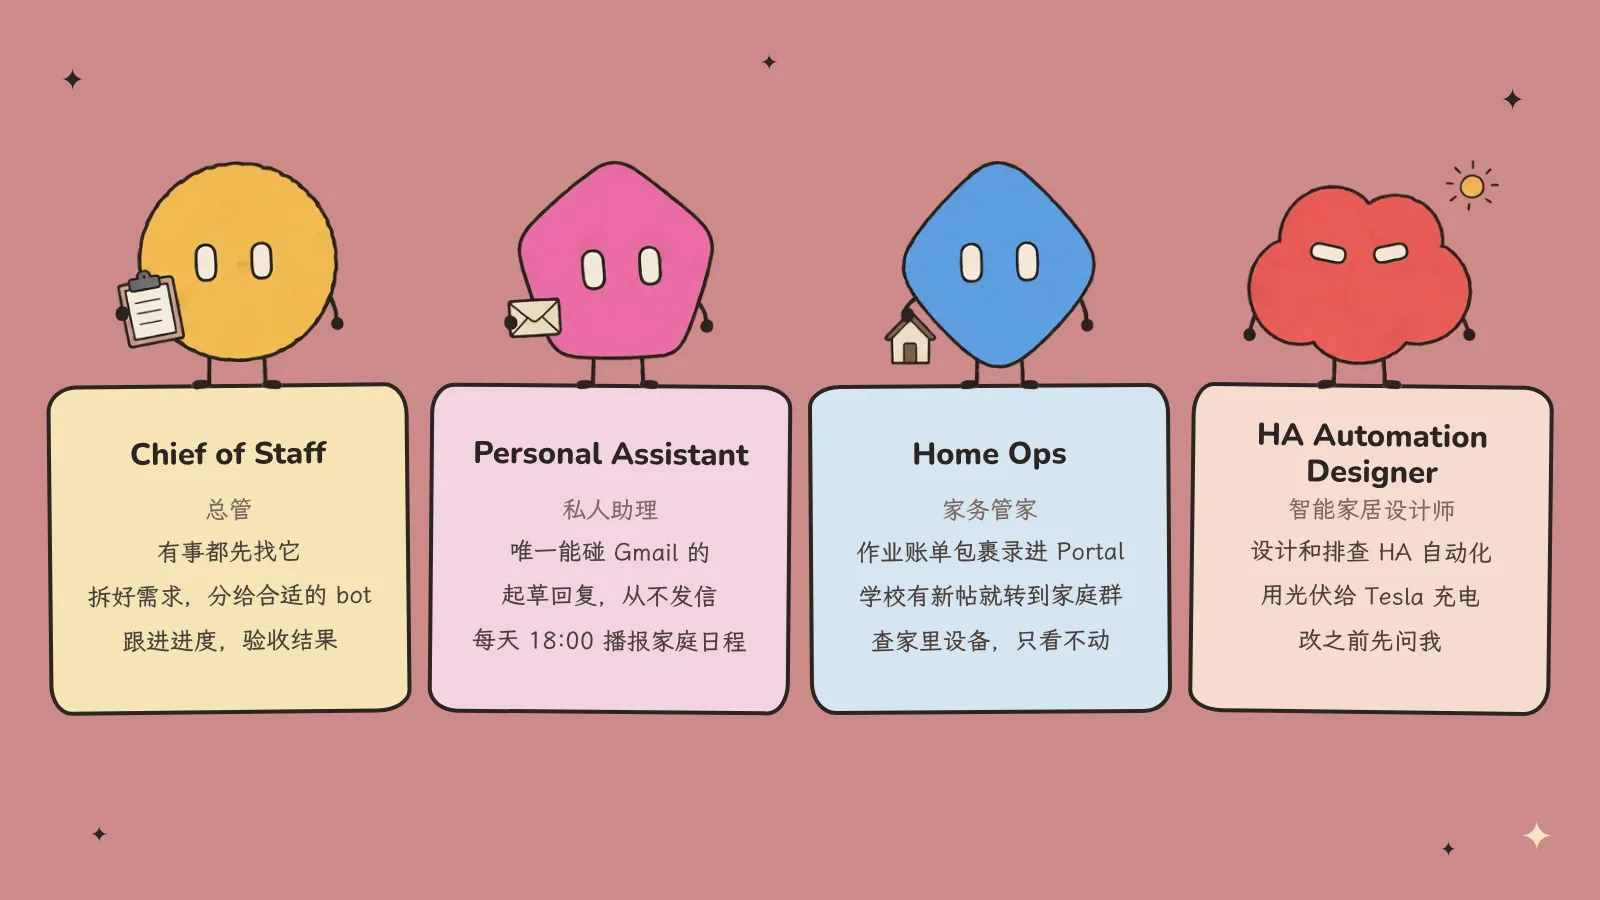 Chief of Staff
总管
有事都先找它
拆好需求，分给合适的 bot
跟进进度，验收结果
Personal Assistant
私人助理
唯一能碰 Gmail 的
起草回复，从不发信
每天 18:00 播报家庭日程
Home Ops
家务管家
作业账单包裹录进 Portal
学校有新帖就转到家庭群
查家里设备，只看不动
HA Automation
Designer
智能家居设计师
设计和排查 HA 自动化
用光伏给 Tesla 充电
改之前先问我